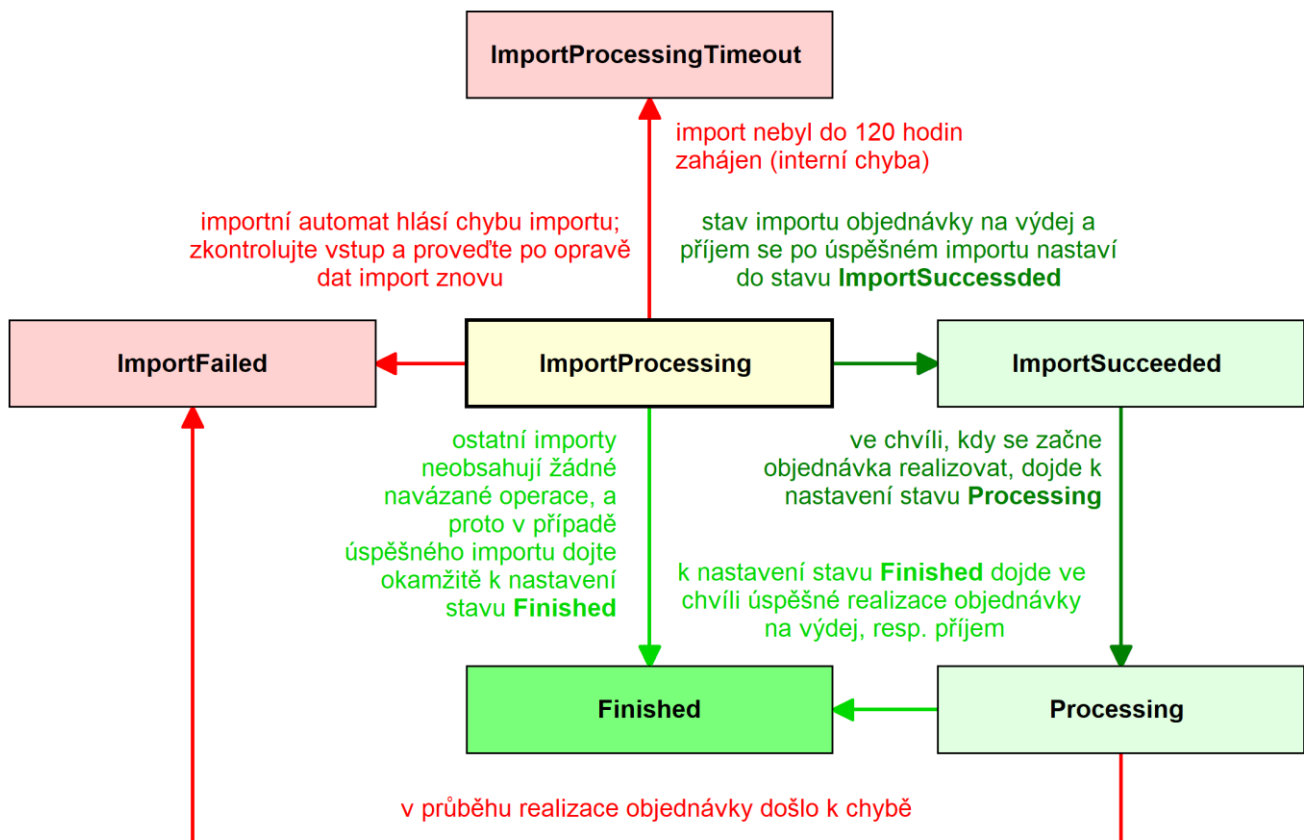 ImportProcessingTimeout
import nebyl do 120 hodin
zahájen (interní chyba)
importní automat hlásí chybu importu;
zkontrolujte vstup a proveďte po opravě
dat import znovu
stav importu objednávky na výdej a
příjem se po úspěšném importu nastaví
do stavu ImportSuccessded
ImportFailed
ImportProcessing
ImportSucceeded
ostatní importy
neobsahují žádné
navázané operace, a
proto v případě
úspěšného importu dojte
okamžitě k nastavení
stavu Finished
ve chvíli, kdy se začne
objednávka realizovat, dojde k
nastavení stavu Processing
k nastavení stavu Finished dojde ve
chvíli úspěšné realizace objednávky
na výdej, resp. příjem
Finished
Processing
v průběhu realizace objednávky došlo k chybě